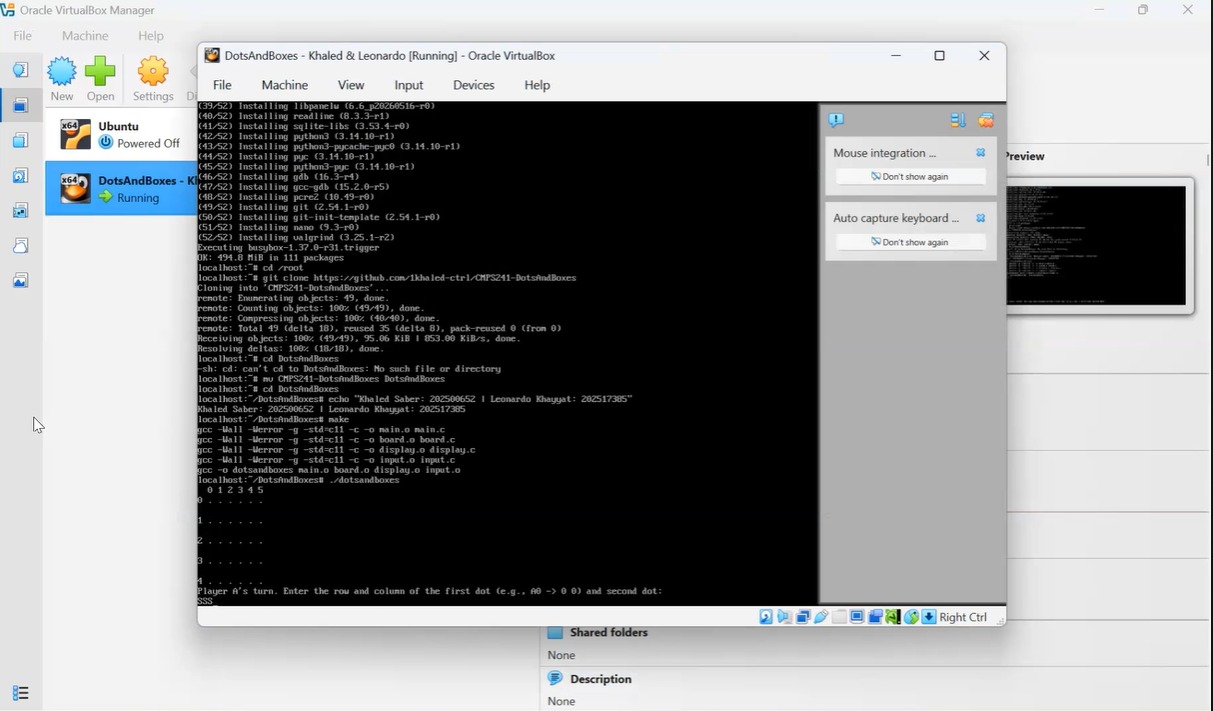 Oracle VirtualBox Manager
File Machine Help
New Open Settings
Ubuntu
Powered Off
DotsAndBoxes - K
Running
DotsAndBoxes - Khaled & Leonardo [Running] - Oracle VirtualBox
File Machine View Input Devices Help
(39/52) Installing libpanelw (6.6_p20260516-r0)
(40/52) Installing readline (8.3.3-r1)
(41/52) Installing sqlite-libs (3.53.4-r0)
(42/52) Installing python3 (3.14.10-r1)
(43/52) Installing python3-pycache-pyc0 (3.14.10-r1)
(44/52) Installing pyc (3.14.10-r1)
(45/52) Installing python3-pyc (3.14.10-r1)
(46/52) Installing gdb (16.3-r4)
(47/52) Installing gcc-gdb (15.2.0-r5)
(48/52) Installing pcre2 (10.49-r0)
(49/52) Installing git (2.54.1-r0)
(50/52) Installing git-init-template (2.54.1-r0)
(51/52) Installing nano (9.3-r0)
(52/52) Installing valgrind (3.25.1-r2)
Executing busybox-1.37.0-r31.trigger
OK: 494.8 MiB in 111 packages
localhost:~# cd /root
localhost:~# git clone https://github.com/1khaled-ctrl/CMPS241-DotsAndBoxes
Cloning into 'CMPS241-DotsAndBoxes'...
remote: Enumerating objects: 49, done.
remote: Counting objects: 100% (49/49), done.
remote: Compressing objects: 100% (40/40), done.
remote: Total 49 (delta 18), reused 35 (delta 8), pack-reused 0 (from 0)
Receiving objects: 100% (49/49), 95.06 KiB | 853.00 KiB/s, done.
Resolving deltas: 100% (18/18), done.
localhost:~# cd DotsAndBoxes
-sh: cd: can't cd to DotsAndBoxes: No such file or directory
localhost:~# mv CMPS241-DotsAndBoxes DotsAndBoxes
localhost:~# cd DotsAndBoxes
localhost:~/DotsAndBoxes# echo "Khaled Saber: 202500652 | Leonardo Khayyat: 202517385"
Khaled Saber: 202500652 | Leonardo Khayyat: 202517385
localhost:~/DotsAndBoxes# make
gcc -Wall -Werror -g -std=c11 -c -o main.o main.c
gcc -Wall -Werror -g -std=c11 -c -o board.o board.c
gcc -Wall -Werror -g -std=c11 -c -o display.o display.c
gcc -Wall -Werror -g -std=c11 -c -o input.o input.c
gcc -o dotsandboxes main.o board.o display.o input.o
localhost:~/DotsAndBoxes# ./dotsandboxes
0 1 2 3 4 5
0 . . . . . .
1 . . . . . .
2 . . . . . .
3 . . . . . .
4 . . . . . .
Player A's turn. Enter the row and column of the first dot (e.g., A0 -> 0 0) and second dot:
SSS_
Mouse integration ...
Don't show again
Auto capture keyboard ...
Don't show again
Right Ctrl
Preview
Shared folders
None
Description
None